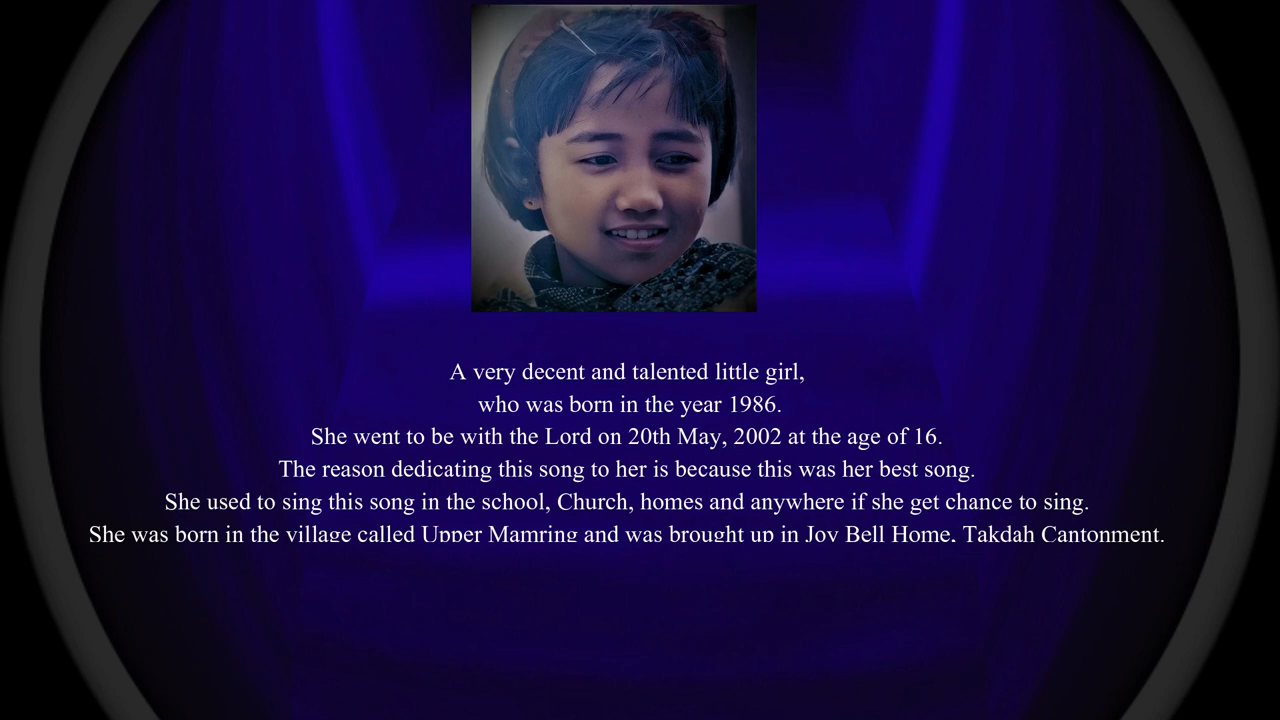 A very decent and talented little girl,
who was born in the year 1986.
She went to be with the Lord on 20th May, 2002 at the age of 16.
The reason dedicating this song to her is because this was her best song.
She used to sing this song in the school, Church, homes and anywhere if she get chance to sing.
She was born in the village called Upper Mamring and was brought up in Joy Bell Home, Takdah Cantonment.